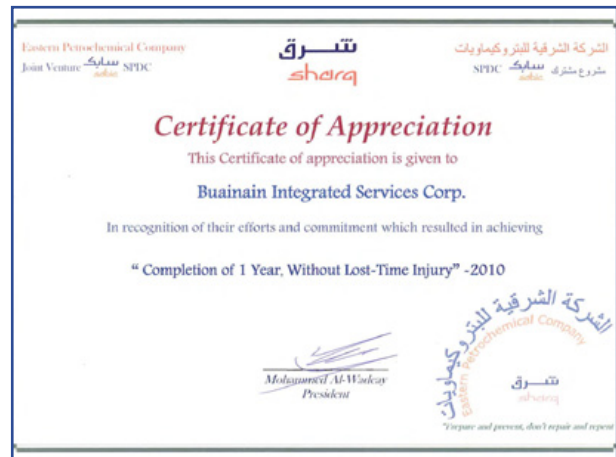 Eastern Petrochemical Company
Joint Venture سابك sabic SPDC
شرق
sharq
الشركة الشرقية للبتروكيماويات
مشروع مشترك سابك sabic SPDC
Certificate of Appreciation
This Certificate of appreciation is given to
Buainain Integrated Services Corp.
In recognition of their efforts and commitment which resulted in achieving
“ Completion of 1 Year, Without Lost-Time Injury” -2010
Mohammed Al-Wadeay
President
الشركة الشرقية للبتروكيماويات
Eastern Petrochemical Company
شرق
sharq
"Prepare and prevent, don't repair and repent